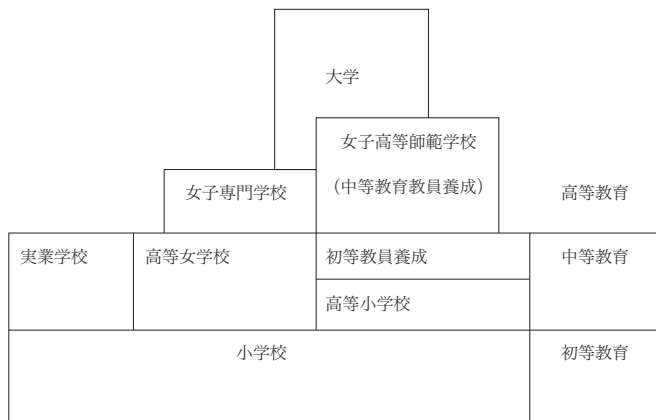 大学
女子高等師範学校
（中等教育教員養成）
女子専門学校
高等教育
実業学校
高等女学校
初等教員養成
中等教育
高等小学校
小学校
初等教育